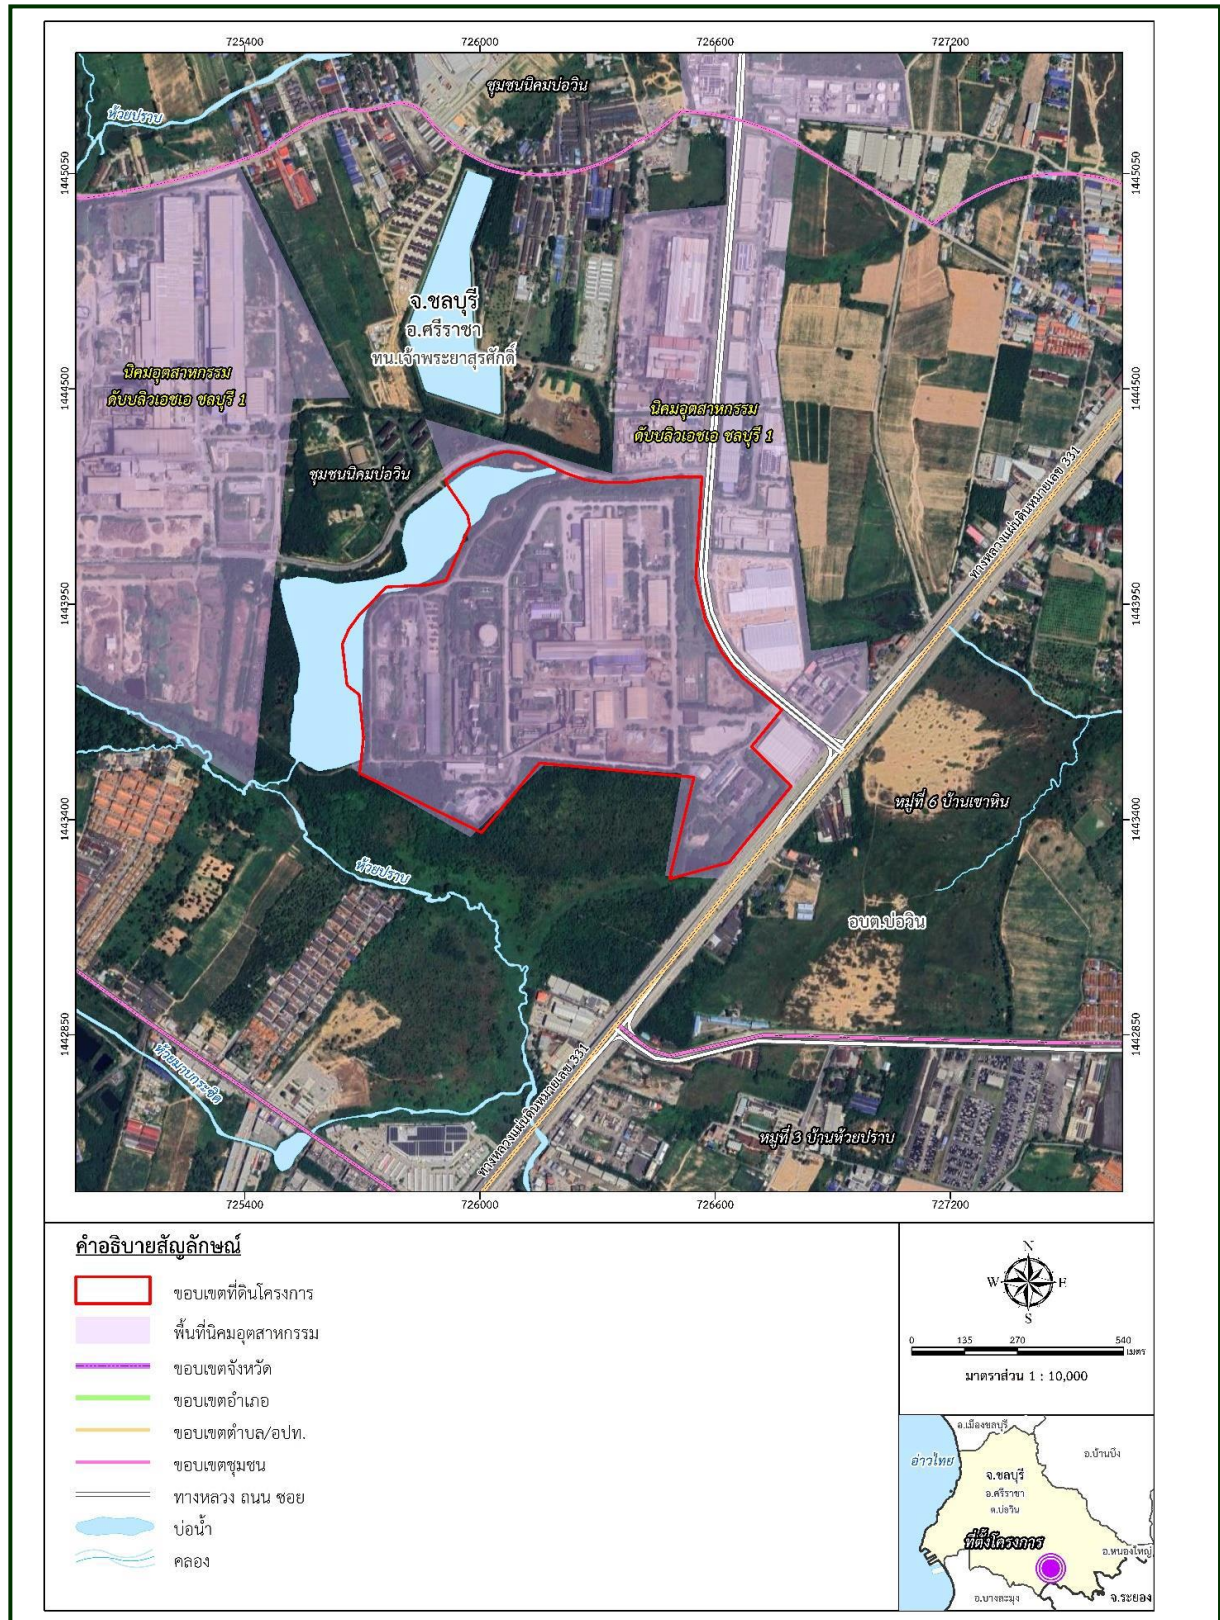 725400
726000
726600
727200
ชุมชนนิคมบ่อวิน
ห้วยปราบ
1445050
1445050
จ.ชลบุรี
อ.ศรีราชา
ทน.เจ้าพระยาสุรศักดิ์
นิคมอุตสาหกรรม
ดับบลิวเอชเอ ชลบุรี 1
1444500
1444500
นิคมอุตสาหกรรม
ดับบลิวเอชเอ ชลบุรี 1
ชุมชนนิคมบ่อวิน
ทางหลวงแผ่นดินหมายเลข 331
1443950
1443950
หมู่ที่ 6 บ้านเขาหิน
1443400
1443400
ห้วยปราบ
อบต.บ่อวิน
1442850
1442850
ห้วยมาบกระชิด
ทางหลวงแผ่นดินหมายเลข 331
หมู่ที่ 3 บ้านห้วยปราบ
725400
726000
726600
727200
คำอธิบายสัญลักษณ์
ขอบเขตที่ดินโครงการ
พื้นที่นิคมอุตสาหกรรม
ขอบเขตจังหวัด
ขอบเขตอำเภอ
ขอบเขตตำบล/อปท.
ขอบเขตชุมชน
ทางหลวง ถนน ซอย
บ่อน้ำ
คลอง
N
W
E
S
0
135
270
540
เมตร
มาตราส่วน 1 : 10,000
อ.เมืองชลบุรี
อ.บ้านบึง
อ่าวไทย
จ.ชลบุรี
อ.ศรีราชา
ต.บ่อวิน
ที่ตั้งโครงการ
อ.หนองใหญ่
อ.บางละมุง
จ.ระยอง